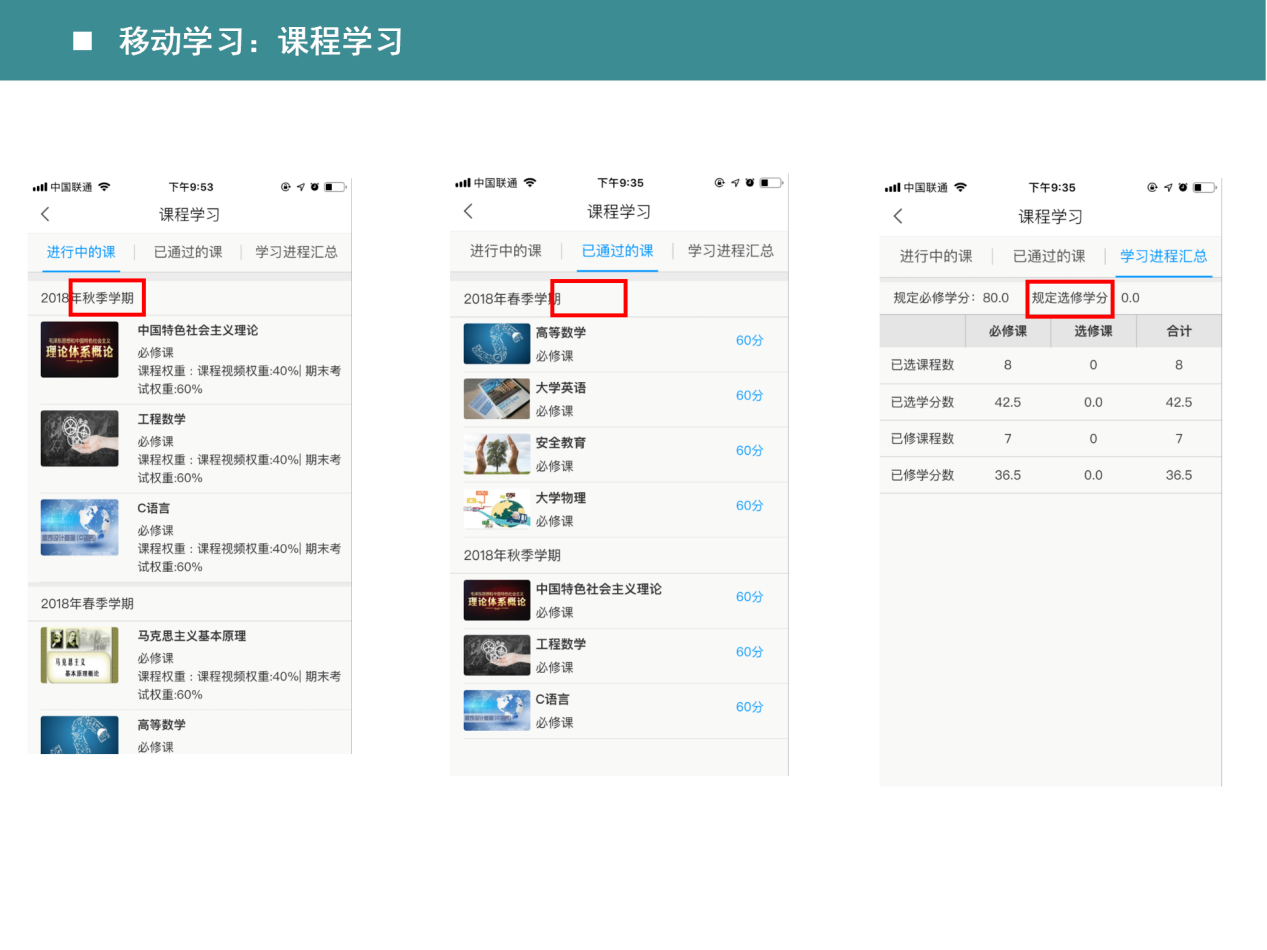 移动学习：课程学习
中国联通 下午9:53
课程学习
进行中的课 已通过的课 学习进程汇总
2018年秋季学期
理论体系概论
中国特色社会主义理论
必修课
课程权重：课程视频权重:40%| 期末考
试权重:60%
工程数学
必修课
课程权重：课程视频权重:40%| 期末考
试权重:60%
C语言
必修课
课程权重：课程视频权重:40%| 期末考
试权重:60%
2018年春季学期
马克思主义
基本原理概论
马克思主义基本原理
必修课
课程权重：课程视频权重:40%| 期末考
试权重:60%
高等数学
必修课
中国联通 下午9:35
课程学习
进行中的课 已通过的课 学习进程汇总
2018年春季学期
高等数学
必修课
60分
大学英语
必修课
60分
安全教育
必修课
60分
大学物理
必修课
60分
2018年秋季学期
理论体系概论
中国特色社会主义理论
必修课
60分
工程数学
必修课
60分
C语言
必修课
60分
中国联通 下午9:35
课程学习
进行中的课 已通过的课 学习进程汇总
规定必修学分：80.0 规定选修学分 0.0
必修课 选修课 合计
已选课程数 8 0 8
已选学分数 42.5 0.0 42.5
已修课程数 7 0 7
已修学分数 36.5 0.0 36.5